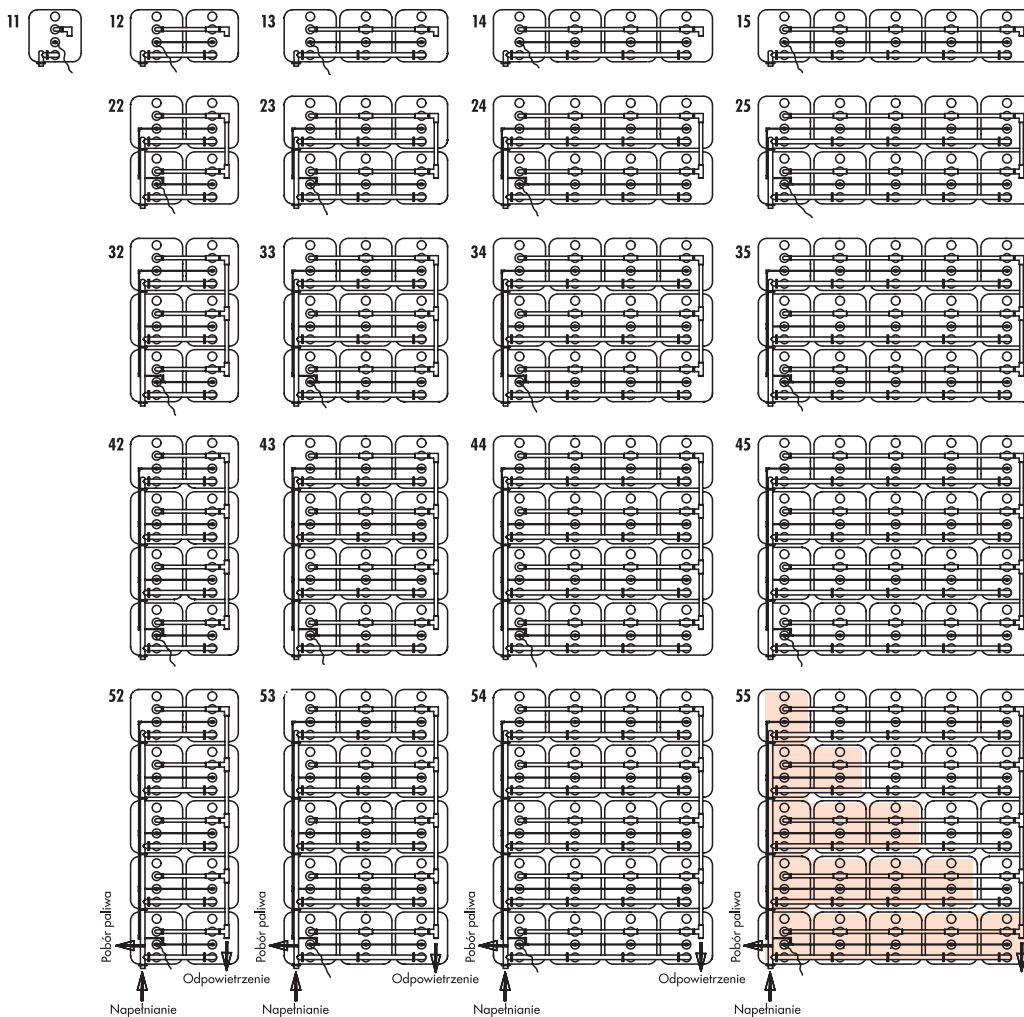 11 12 13 14 15
22 23 24 25
32 33 34 35
42 43 44 45
52 53 54 55
Pobór paliwa Pobór paliwa Pobór paliwa Pobór paliwa
Odpowietrzenie Odpowietrzenie Odpowietrzenie
Napełnianie Napełnianie Napełnianie Napełnianie